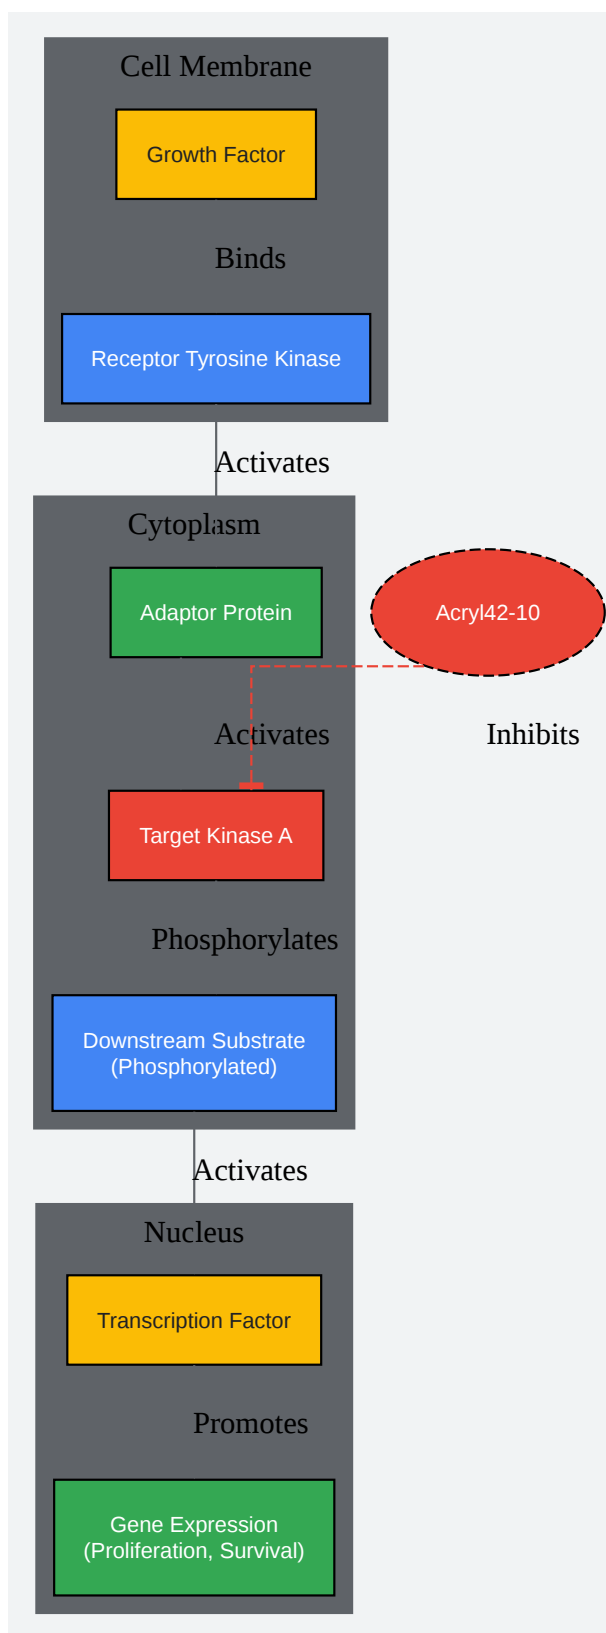 Cell Membrane
Growth Factor
Binds
Receptor Tyrosine Kinase
Activates
Cytoplasm
Adaptor Protein
Acryl42-10
Activates
Inhibits
Target Kinase A
Phosphorylates
Downstream Substrate
(Phosphorylated)
Activates
Nucleus
Transcription Factor
Promotes
Gene Expression
(Proliferation, Survival)